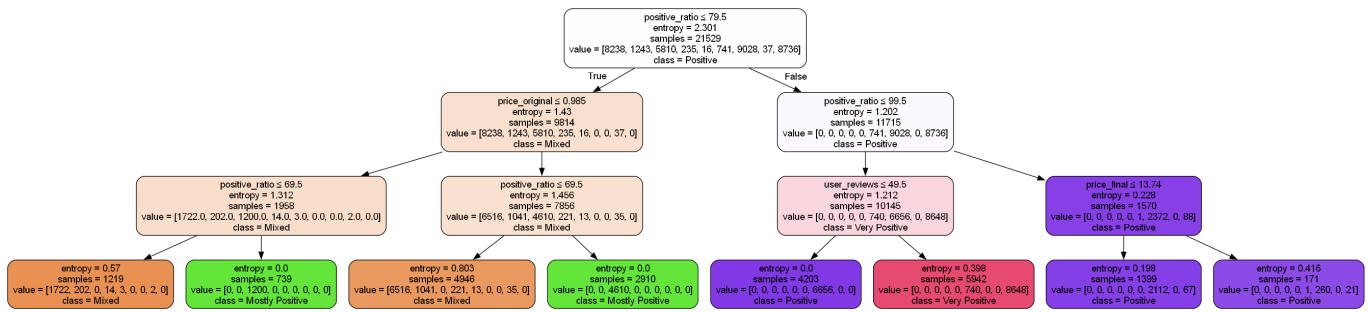 positive_ratio ≤ 79.5
entropy = 2.301
samples = 21529
value = [8238, 1243, 5810, 235, 16, 741, 9028, 37, 8736]
class = Positive
True
False
price_original ≤ 0.985
entropy = 1.43
samples = 9814
value = [8238, 1243, 5810, 235, 16, 0, 0, 37, 0]
class = Mixed
positive_ratio ≤ 99.5
entropy = 1.202
samples = 11715
value = [0, 0, 0, 0, 0, 741, 9028, 0, 8736]
class = Positive
positive_ratio ≤ 69.5
entropy = 1.312
samples = 1958
value = [1722.0, 202.0, 1200.0, 14.0, 3.0, 0.0, 0.0, 2.0, 0.0]
class = Mixed
positive_ratio ≤ 69.5
entropy = 1.456
samples = 7856
value = [6516, 1041, 4610, 221, 13, 0, 0, 35, 0]
class = Mixed
user_reviews ≤ 49.5
entropy = 1.212
samples = 10145
value = [0, 0, 0, 0, 0, 740, 6656, 0, 8648]
class = Very Positive
price_final ≤ 13.74
entropy = 0.228
samples = 1570
value = [0, 0, 0, 0, 0, 1, 2372, 0, 88]
class = Positive
entropy = 0.57
samples = 1219
value = [1722, 202, 0, 14, 3, 0, 0, 2, 0]
class = Mixed
entropy = 0.0
samples = 739
value = [0, 0, 1200, 0, 0, 0, 0, 0, 0]
class = Mostly Positive
entropy = 0.803
samples = 4946
value = [6516, 1041, 0, 221, 13, 0, 0, 35, 0]
class = Mixed
entropy = 0.0
samples = 2910
value = [0, 0, 4610, 0, 0, 0, 0, 0, 0]
class = Mostly Positive
entropy = 0.0
samples = 4203
value = [0, 0, 0, 0, 0, 0, 6656, 0, 0]
class = Positive
entropy = 0.398
samples = 5942
value = [0, 0, 0, 0, 0, 740, 0, 0, 8648]
class = Very Positive
entropy = 0.198
samples = 1399
value = [0, 0, 0, 0, 0, 0, 2112, 0, 67]
class = Positive
entropy = 0.416
samples = 171
value = [0, 0, 0, 0, 0, 1, 260, 0, 21]
class = Positive